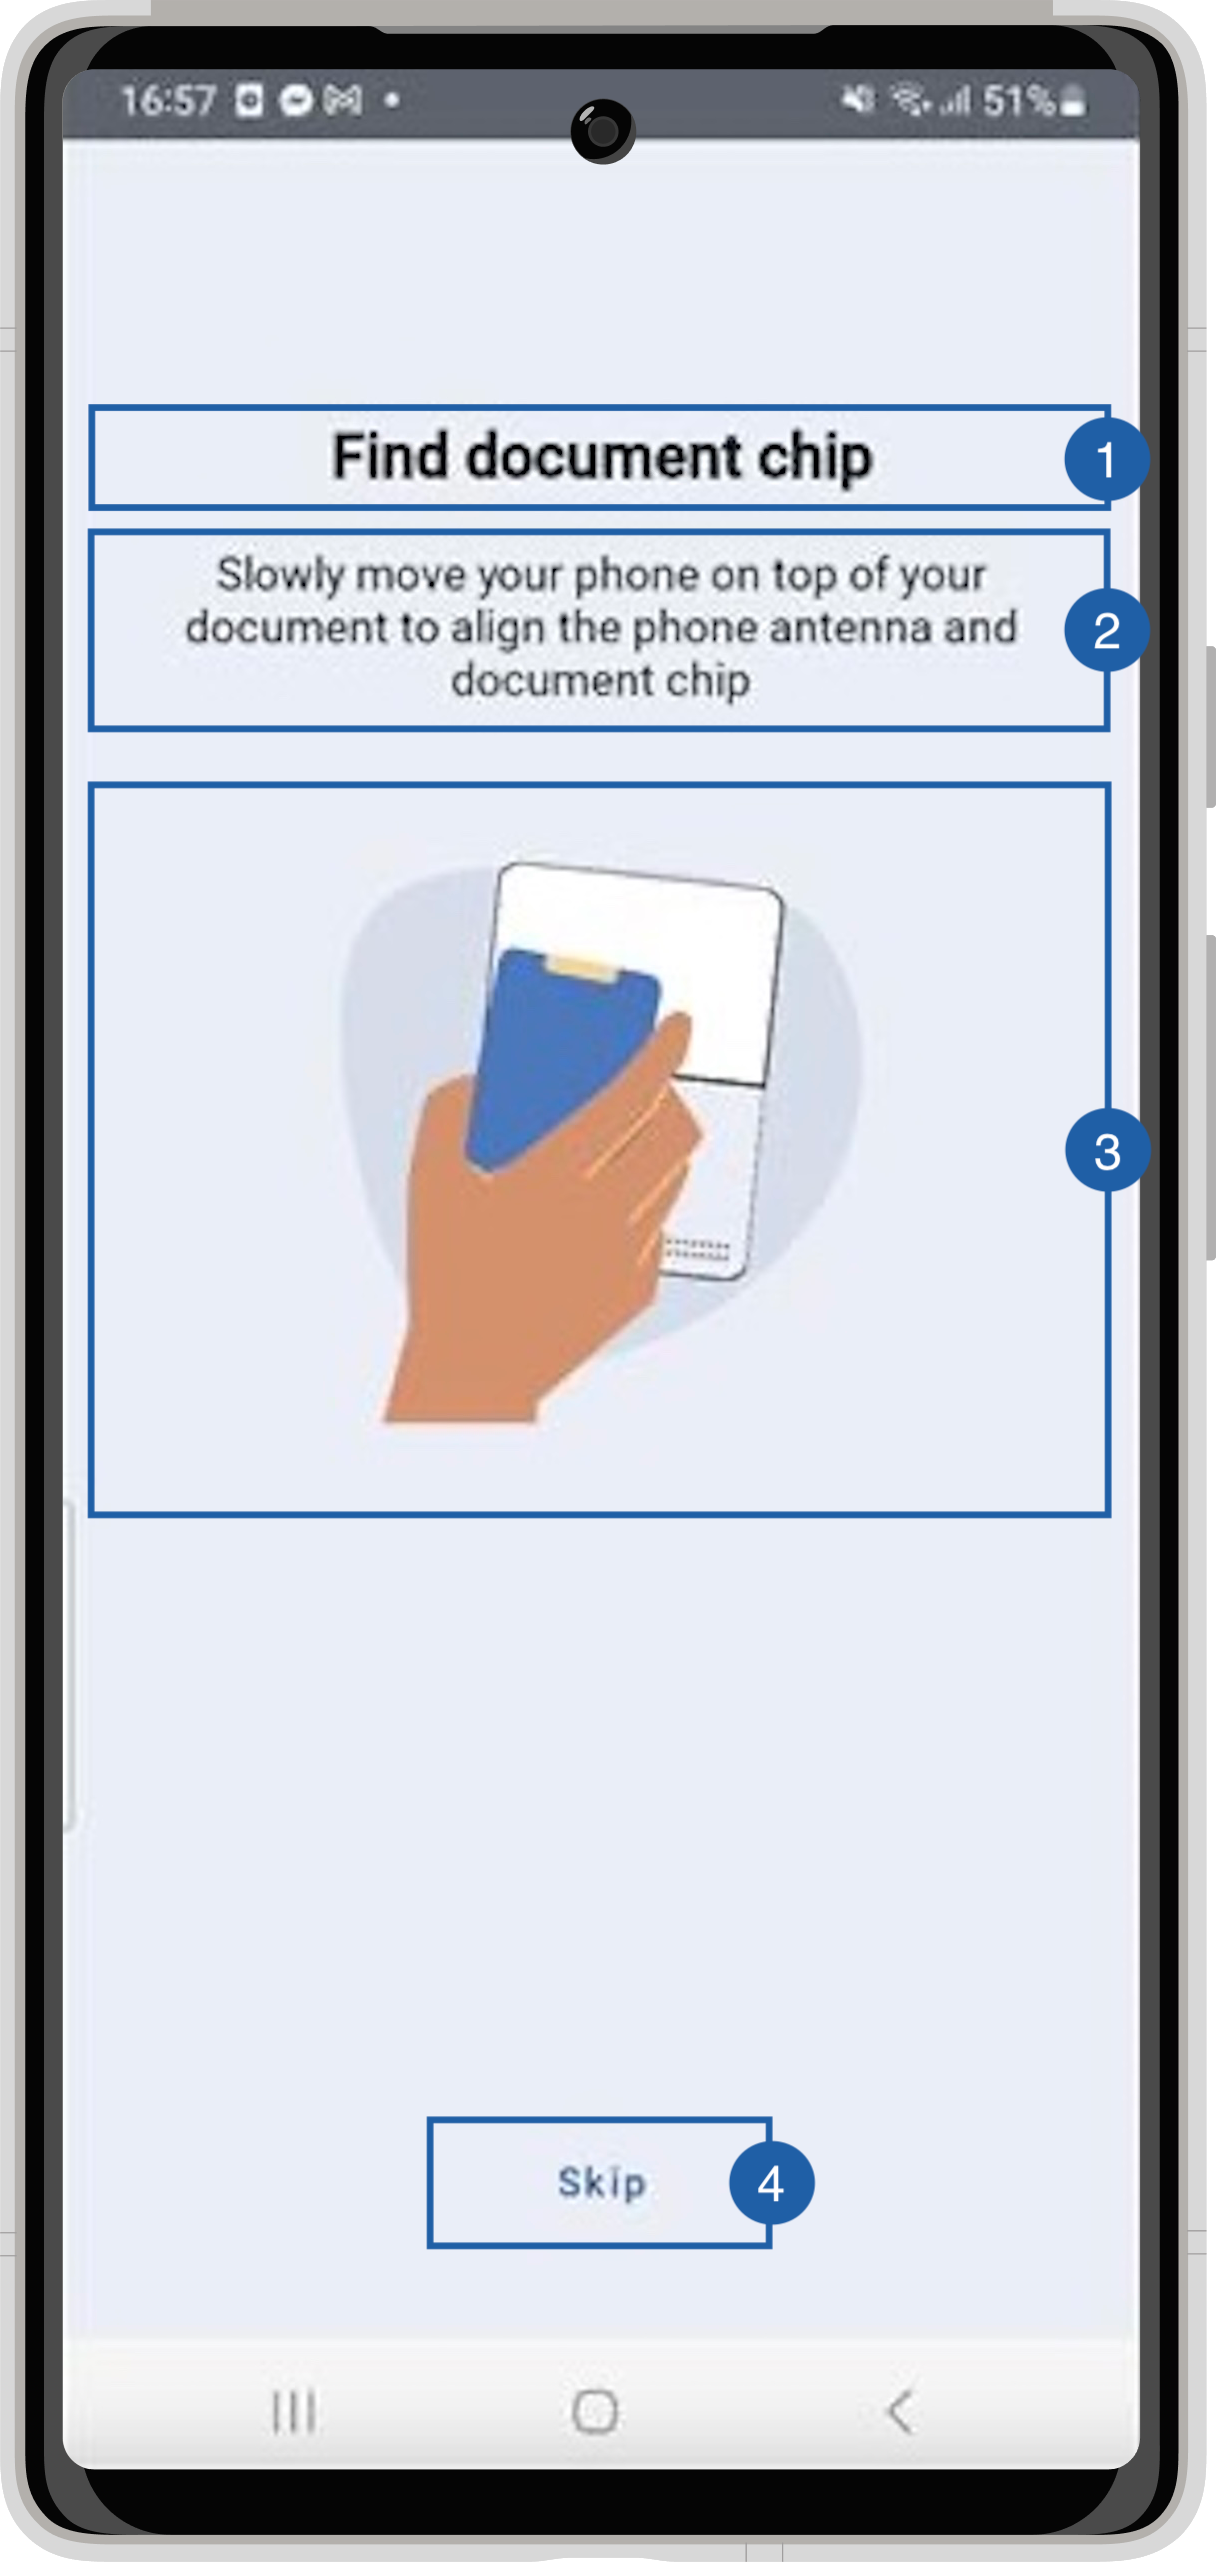 16:57
51%
Find document chip
1
Slowly move your phone on top of your
document to align the phone antenna and
document chip
2
3
Skip
4